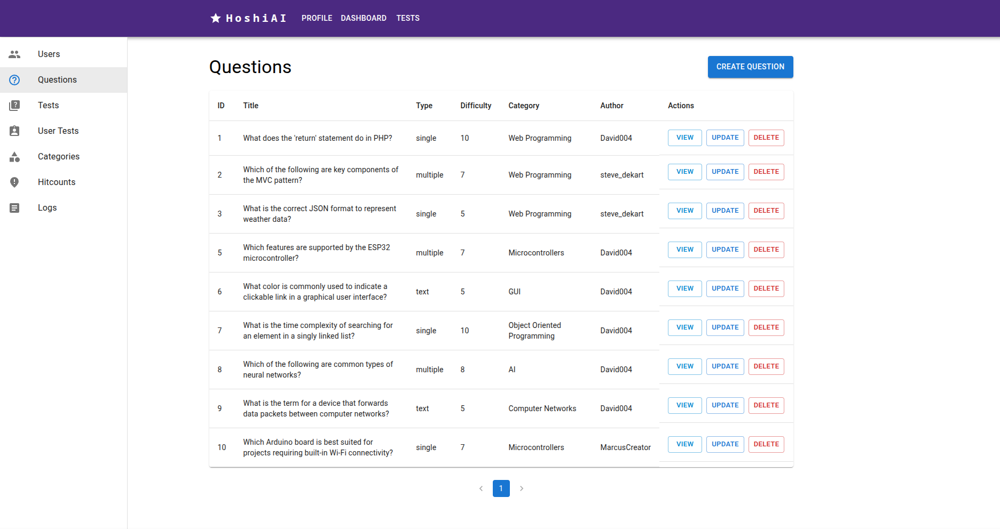 HoshiAI PROFILE DASHBOARD TESTS
Users
Questions
Tests
User Tests
Categories
Hitcounts
Logs
Questions CREATE QUESTION
ID Title Type Difficulty Category Author Actions
1 What does the 'return' statement do in PHP? single 10 Web Programming David004 VIEW UPDATE DELETE
2 Which of the following are key components of
the MVC pattern? multiple 7 Web Programming steve_dekart VIEW UPDATE DELETE
3 What is the correct JSON format to represent
weather data? single 5 Web Programming steve_dekart VIEW UPDATE DELETE
5 Which features are supported by the ESP32
microcontroller? multiple 7 Microcontrollers David004 VIEW UPDATE DELETE
6 What color is commonly used to indicate a
clickable link in a graphical user interface? text 5 GUI David004 VIEW UPDATE DELETE
7 What is the time complexity of searching for
an element in a singly linked list? single 10 Object Oriented
Programming David004 VIEW UPDATE DELETE
8 Which of the following are common types of
neural networks? multiple 8 AI David004 VIEW UPDATE DELETE
9 What is the term for a device that forwards
data packets between computer networks? text 5 Computer Networks David004 VIEW UPDATE DELETE
10 Which Arduino board is best suited for
projects requiring built-in Wi-Fi connectivity? single 7 Microcontrollers MarcusCreator VIEW UPDATE DELETE
1